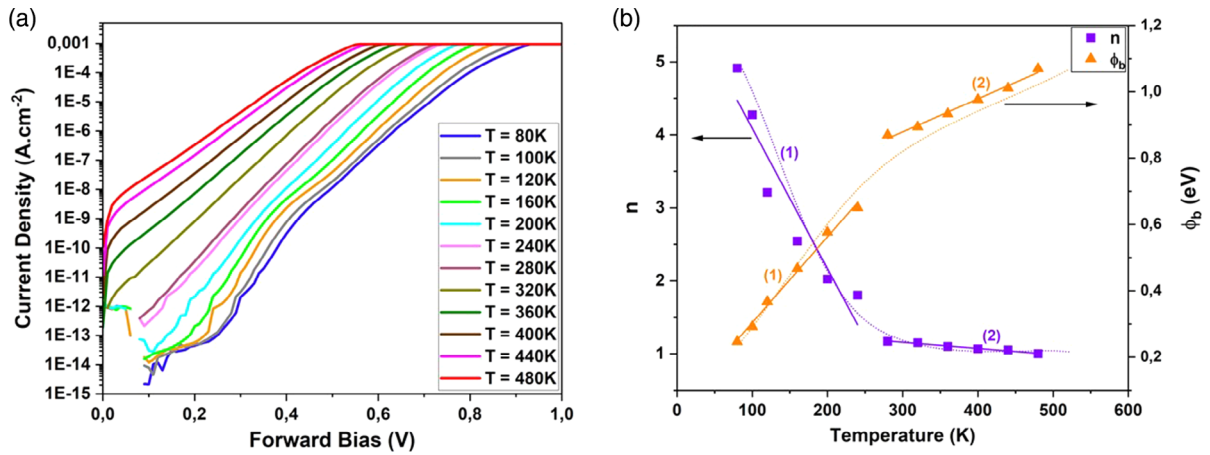 (a)
Current Density (A.cm⁻²)
0,001
1E-4
1E-5
1E-6
1E-7
1E-8
1E-9
1E-10
1E-11
1E-12
1E-13
1E-14
1E-15
0,0 0,2 0,4 0,6 0,8 1,0
Forward Bias (V)
T = 80K
T = 100K
T = 120K
T = 160K
T = 200K
T = 240K
T = 280K
T = 320K
T = 360K
T = 400K
T = 440K
T = 480K
(b)
n
5
4
3
2
1
0 100 200 300 400 500 600
Temperature (K)
n
ϕb
(1)
(2)
(1)
(2)
1,2
1,0
0,8
0,6
0,4
0,2
ϕb (eV)